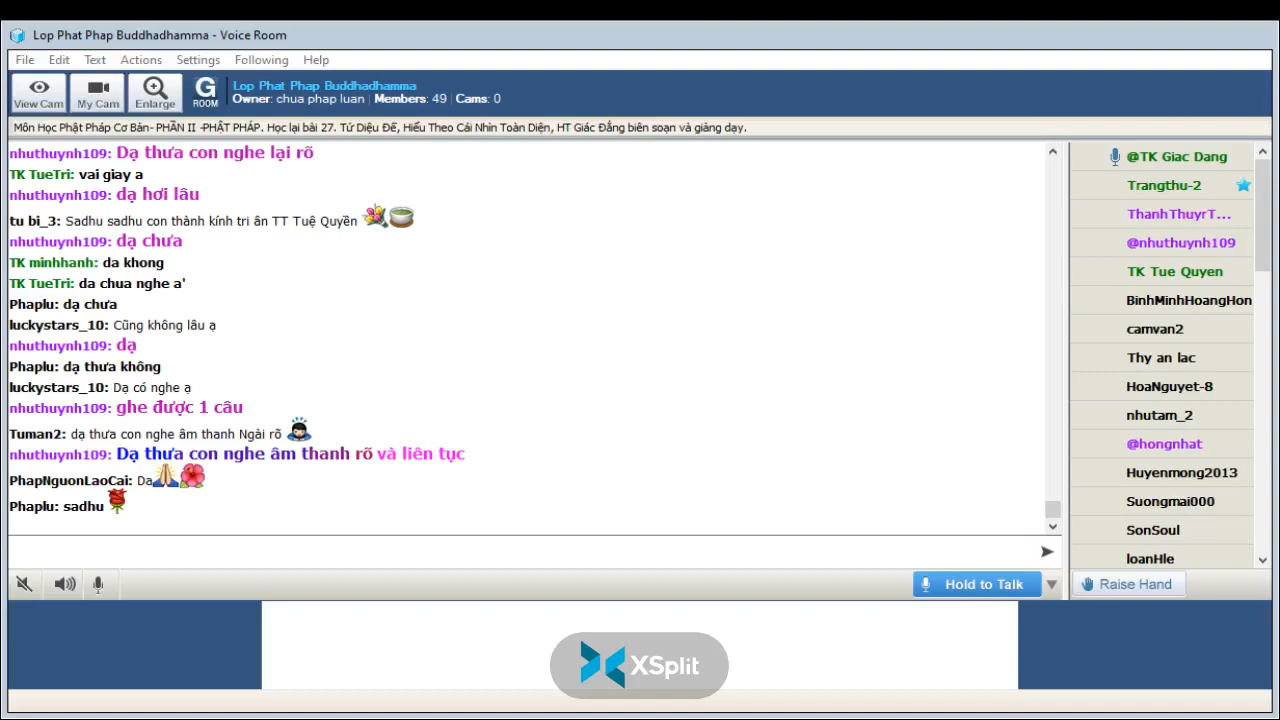 Lop Phat Phap Buddhadhamma - Voice Room
File Edit Text Actions Settings Following Help
View Cam My Cam Enlarge G ROOM
Lop Phat Phap Buddhadhamma
Owner: chua phap luan | Members: 49 | Cams: 0
Môn Học Phật Pháp Cơ Bản- PHẦN II -PHẬT PHÁP. Học lại bài 27. Tứ Diệu Đế, Hiểu Theo Cái Nhìn Toàn Diện, HT Giác Đẳng biên soạn và giảng dạy.
nhuthuynh109: Dạ thưa con nghe lại rõ
TK TueTri: vai giay a
nhuthuynh109: dạ hơi lâu
tu bi_3: Sadhu sadhu con thành kính tri ân TT Tuệ Quyền
nhuthuynh109: dạ chưa
TK minhhanh: da khong
TK TueTri: da chua nghe a'
Phaplu: dạ chưa
luckystars_10: Cũng không lâu ạ
nhuthuynh109: dạ
Phaplu: dạ thưa không
luckystars_10: Dạ có nghe ạ
nhuthuynh109: ghe được 1 câu
Tuman2: dạ thưa con nghe âm thanh Ngài rõ
nhuthuynh109: Dạ thưa con nghe âm thanh rõ và liên tục
PhapNguonLaoCai: Da
Phaplu: sadhu
@TK Giac Dang
Trangthu-2
ThanhThuyrT...
@nhuthuynh109
TK Tue Quyen
BinhMinhHoangHon
camvan2
Thy an lac
HoaNguyet-8
nhutam_2
@hongnhat
Huyenmong2013
Suongmai000
SonSoul
loanHle
Hold to Talk
Raise Hand
XSplit